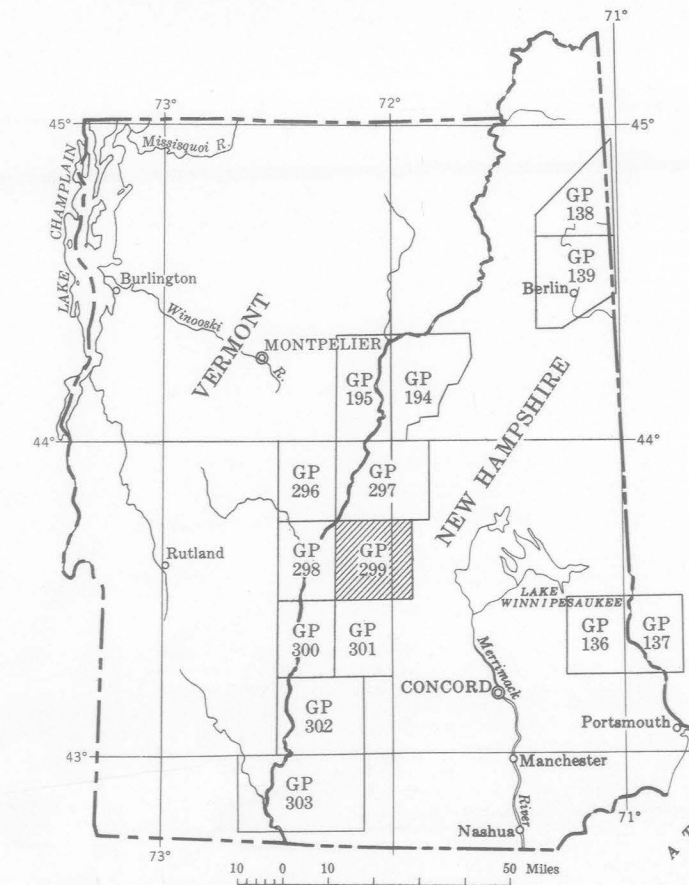 71°
73°
72°
45°
Missisquoi R.
LAKE CHAMPLAIN
GP
138
GP
139
Berlin
Burlington
Winooski
R.
VERMONT
MONTPELIER
GP
195
GP
194
44°
44°
NEW HAMPSHIRE
GP
296
GP
297
Rutland
GP
298
GP
299
LAKE
WINNIPESAUKEE
GP
300
GP
301
GP
136
GP
137
Merrimack
River
CONCORD
GP
302
Portsmouth
43°
Manchester
GP
303
71°
Nashua
A T
73°
72°
10 0 10 50 Miles